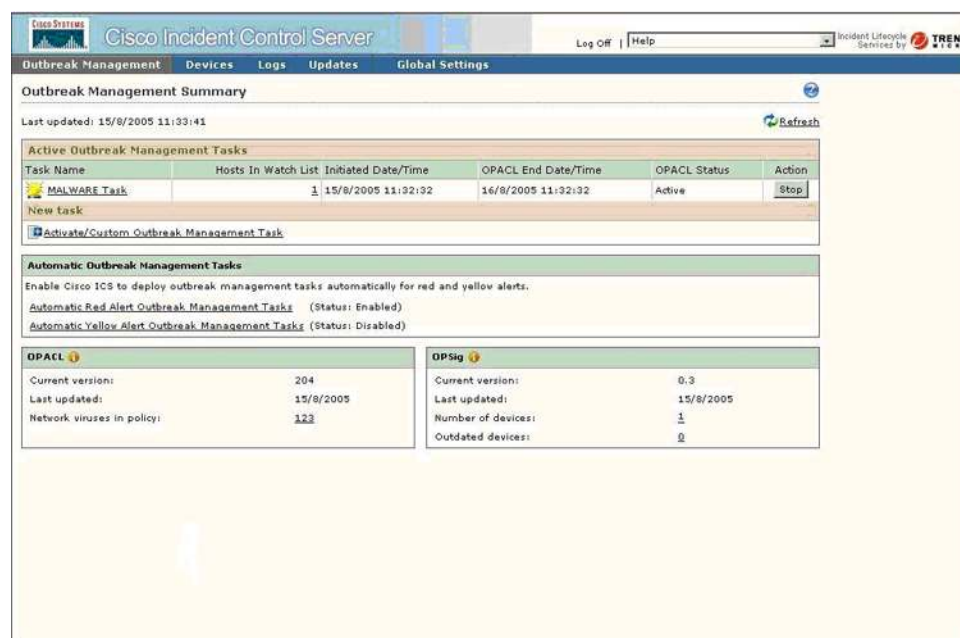 CISCO SYSTEMS
Cisco Incident Control Server
Log Off | Help
Incident Lifecycle Services by TREN
Outbreak Management Devices Logs Updates Global Settings
Outbreak Management Summary
Last updated: 15/8/2005 11:33:41 Refresh
Active Outbreak Management Tasks
Task Name Hosts In Watch List Initiated Date/Time OPACL End Date/Time OPACL Status Action
MALWARE Task 1 15/8/2005 11:32:32 16/8/2005 11:32:32 Active Stop
New task
Activate/Custom Outbreak Management Task
Automatic Outbreak Management Tasks
Enable Cisco ICS to deploy outbreak management tasks automatically for red and yellow alerts.
Automatic Red Alert Outbreak Management Tasks (Status: Enabled)
Automatic Yellow Alert Outbreak Management Tasks (Status: Disabled)
OPACL
Current version: 204
Last updated: 15/8/2005
Network viruses in policy: 123
OPSig
Current version: 0.3
Last updated: 15/8/2005
Number of devices: 1
Outdated devices: 0